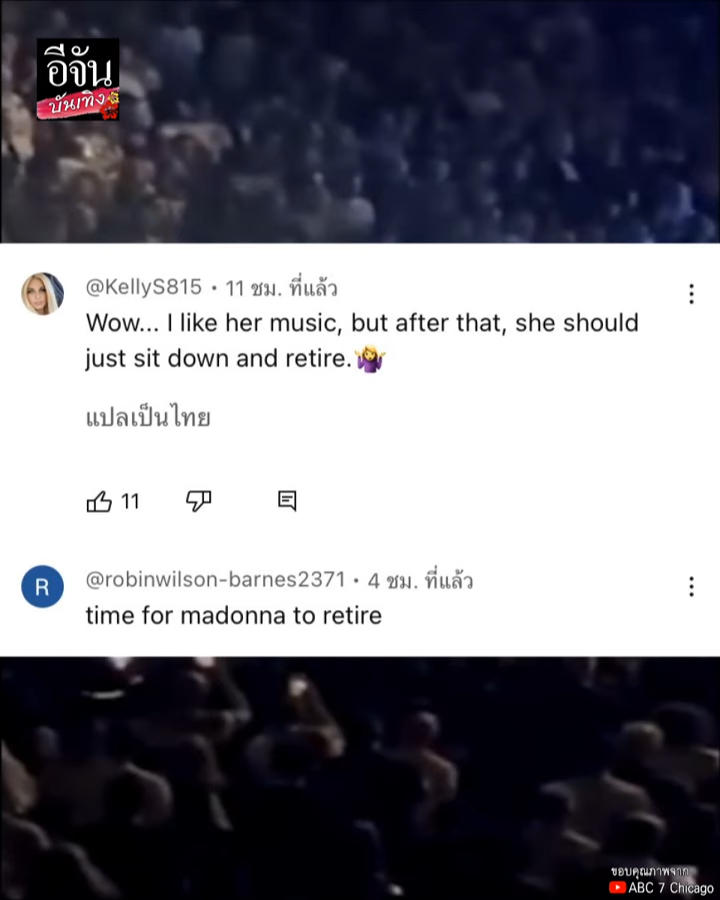 อีจัน
บันเทิง
@KellyS815 • 11 ชม. ที่แล้ว
Wow... I like her music, but after that, she should
just sit down and retire.🤷‍♀️
แปลเป็นไทย
11
R
@robinwilson-barnes2371 • 4 ชม. ที่แล้ว
time for madonna to retire
ขอบคุณภาพจาก
ABC 7 Chicago